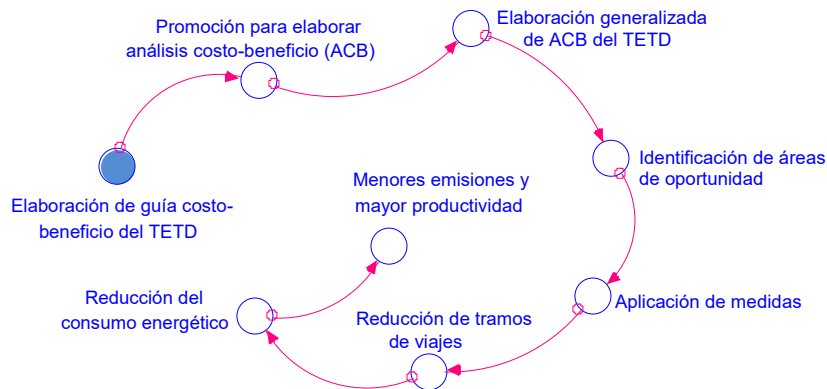 Promoción para elaborar
análisis costo-beneficio (ACB)
Elaboración generalizada
de ACB del TETD
Identificación de áreas
de oportunidad
Menores emisiones y
mayor productividad
Elaboración de guía costo-
beneficio del TETD
Reducción del
consumo energético
Aplicación de medidas
Reducción de tramos
de viajes